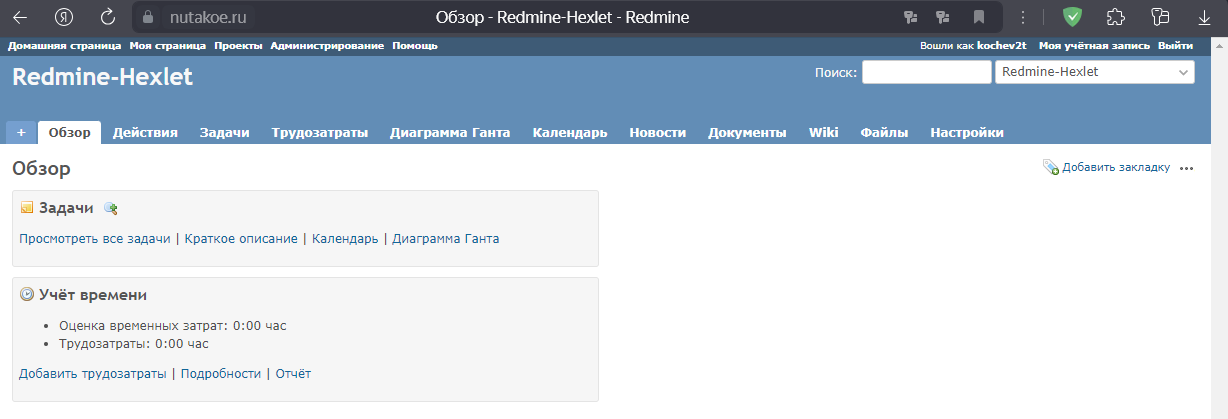 nutakoe.ru Обзор - Redmine-Hexlet - Redmine
Домашняя страница Моя страница Проекты Администрирование Помощь Вошли как kochev2t Моя учётная запись Выйти
Redmine-Hexlet Поиск: Redmine-Hexlet
+ Обзор Действия Задачи Трудозатраты Диаграмма Ганта Календарь Новости Документы Wiki Файлы Настройки
Обзор Добавить закладку ...
Задачи
Просмотреть все задачи | Краткое описание | Календарь | Диаграмма Ганта
Учёт времени
• Оценка временных затрат: 0:00 час
• Трудозатраты: 0:00 час
Добавить трудозатраты | Подробности | Отчёт